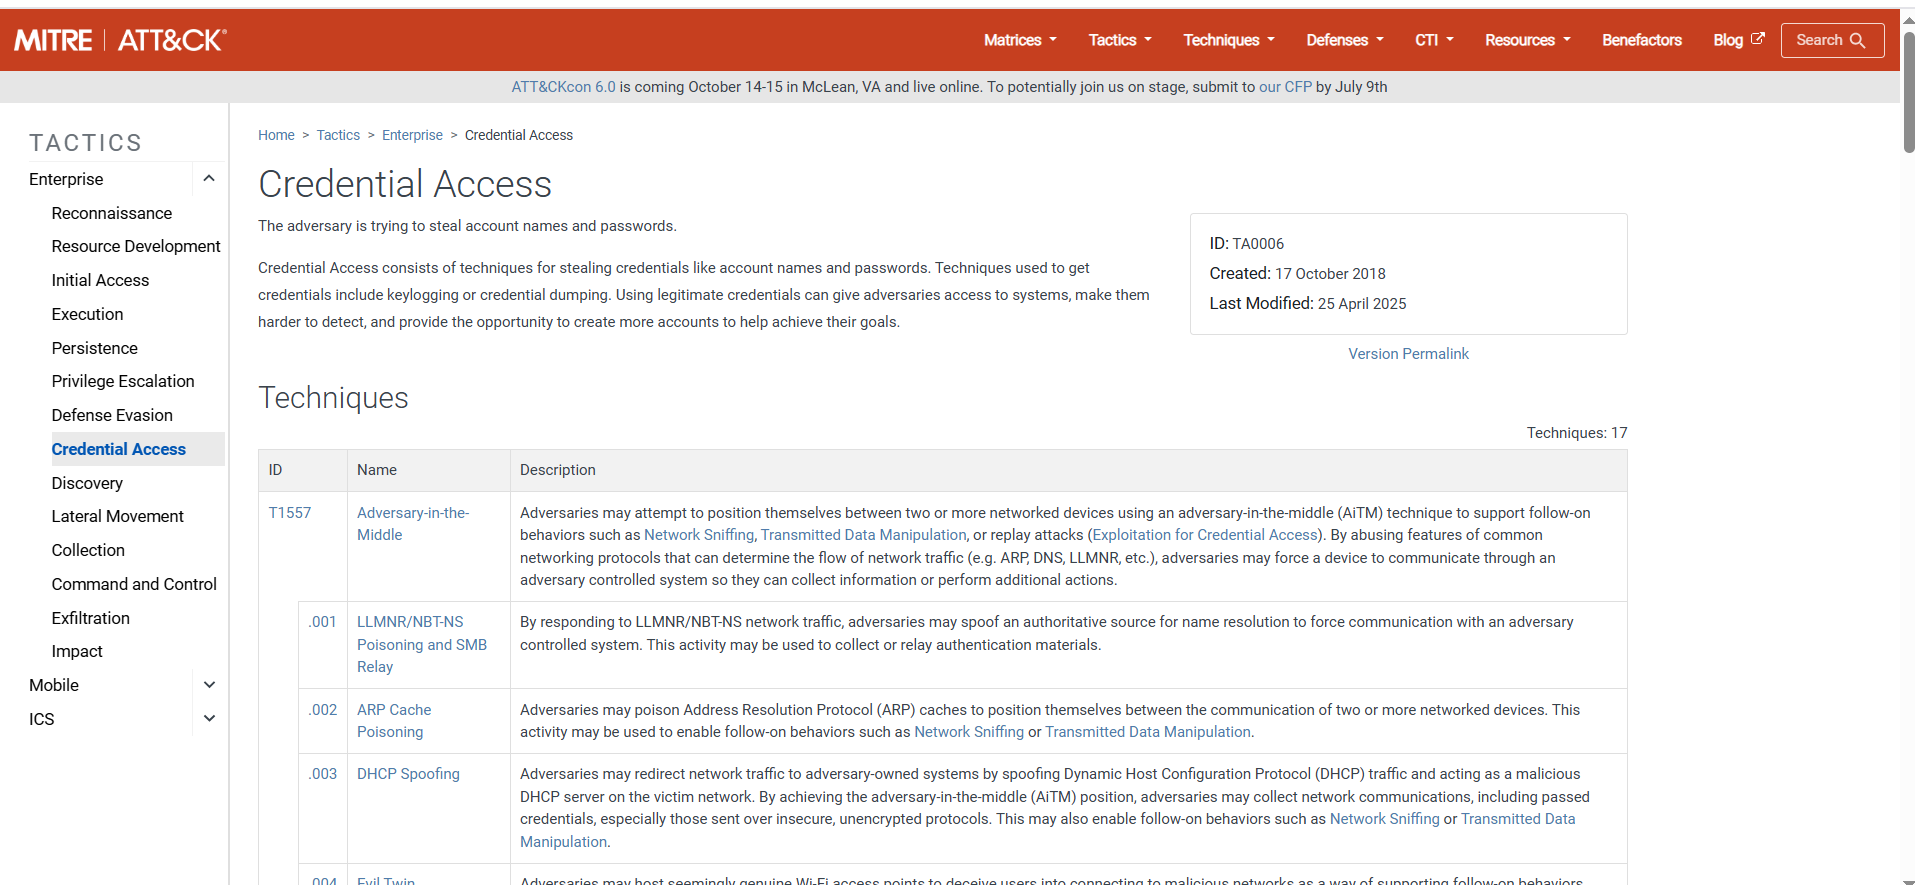 MITRE | ATT&CK®
Matrices Tactics Techniques Defenses CTI Resources Benefactors Blog Search
ATT&CKcon 6.0 is coming October 14-15 in McLean, VA and live online. To potentially join us on stage, submit to our CFP by July 9th
TACTICS
Enterprise
Reconnaissance
Resource Development
Initial Access
Execution
Persistence
Privilege Escalation
Defense Evasion
Credential Access
Discovery
Lateral Movement
Collection
Command and Control
Exfiltration
Impact
Mobile
ICS
Home > Tactics > Enterprise > Credential Access
Credential Access
The adversary is trying to steal account names and passwords.
Credential Access consists of techniques for stealing credentials like account names and passwords. Techniques used to get
credentials include keylogging or credential dumping. Using legitimate credentials can give adversaries access to systems, make them
harder to detect, and provide the opportunity to create more accounts to help achieve their goals.
ID: TA0006
Created: 17 October 2018
Last Modified: 25 April 2025
Version Permalink
Techniques
Techniques: 17
ID Name Description
T1557
Adversary-in-the-
Middle
Adversaries may attempt to position themselves between two or more networked devices using an adversary-in-the-middle (AiTM) technique to support follow-on
behaviors such as Network Sniffing, Transmitted Data Manipulation, or replay attacks (Exploitation for Credential Access). By abusing features of common
networking protocols that can determine the flow of network traffic (e.g. ARP, DNS, LLMNR, etc.), adversaries may force a device to communicate through an
adversary controlled system so they can collect information or perform additional actions.
.001
LLMNR/NBT-NS
Poisoning and SMB
Relay
By responding to LLMNR/NBT-NS network traffic, adversaries may spoof an authoritative source for name resolution to force communication with an adversary
controlled system. This activity may be used to collect or relay authentication materials.
.002
ARP Cache
Poisoning
Adversaries may poison Address Resolution Protocol (ARP) caches to position themselves between the communication of two or more networked devices. This
activity may be used to enable follow-on behaviors such as Network Sniffing or Transmitted Data Manipulation.
.003
DHCP Spoofing
Adversaries may redirect network traffic to adversary-owned systems by spoofing Dynamic Host Configuration Protocol (DHCP) traffic and acting as a malicious
DHCP server on the victim network. By achieving the adversary-in-the-middle (AiTM) position, adversaries may collect network communications, including passed
credentials, especially those sent over insecure, unencrypted protocols. This may also enable follow-on behaviors such as Network Sniffing or Transmitted Data
Manipulation.
.004
Evil Twin
Adversaries may host seemingly genuine Wi-Fi access points to deceive users into connecting to malicious networks as a way of supporting follow-on behaviors